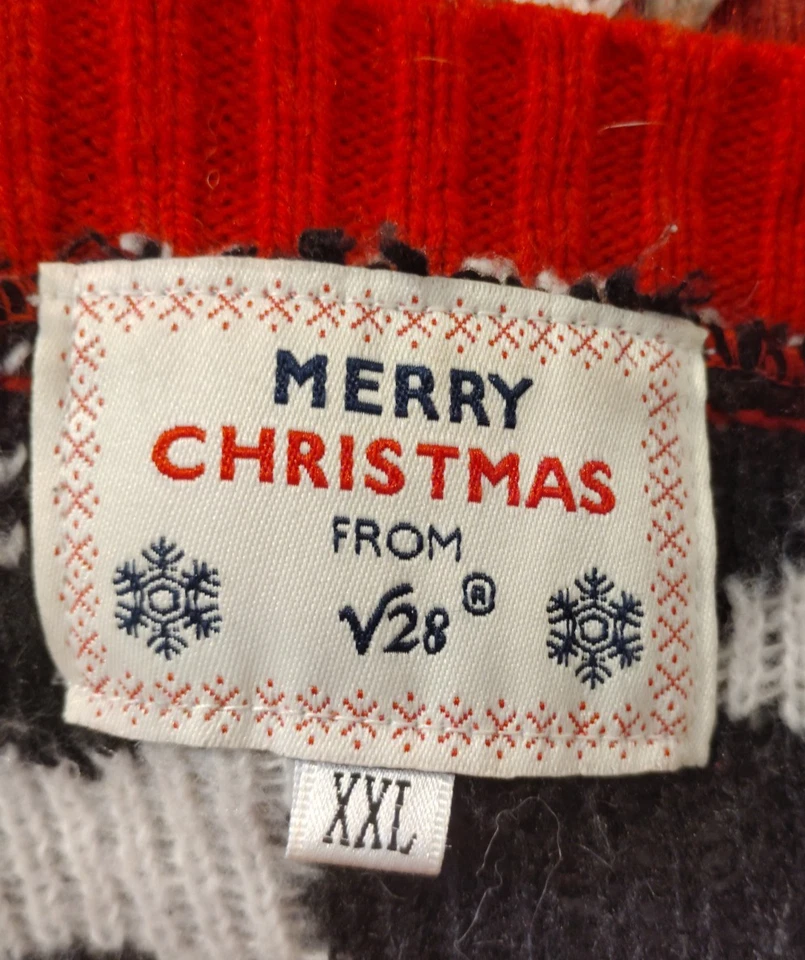 MERRY
CHRISTMAS
FROM
V28®
XXL